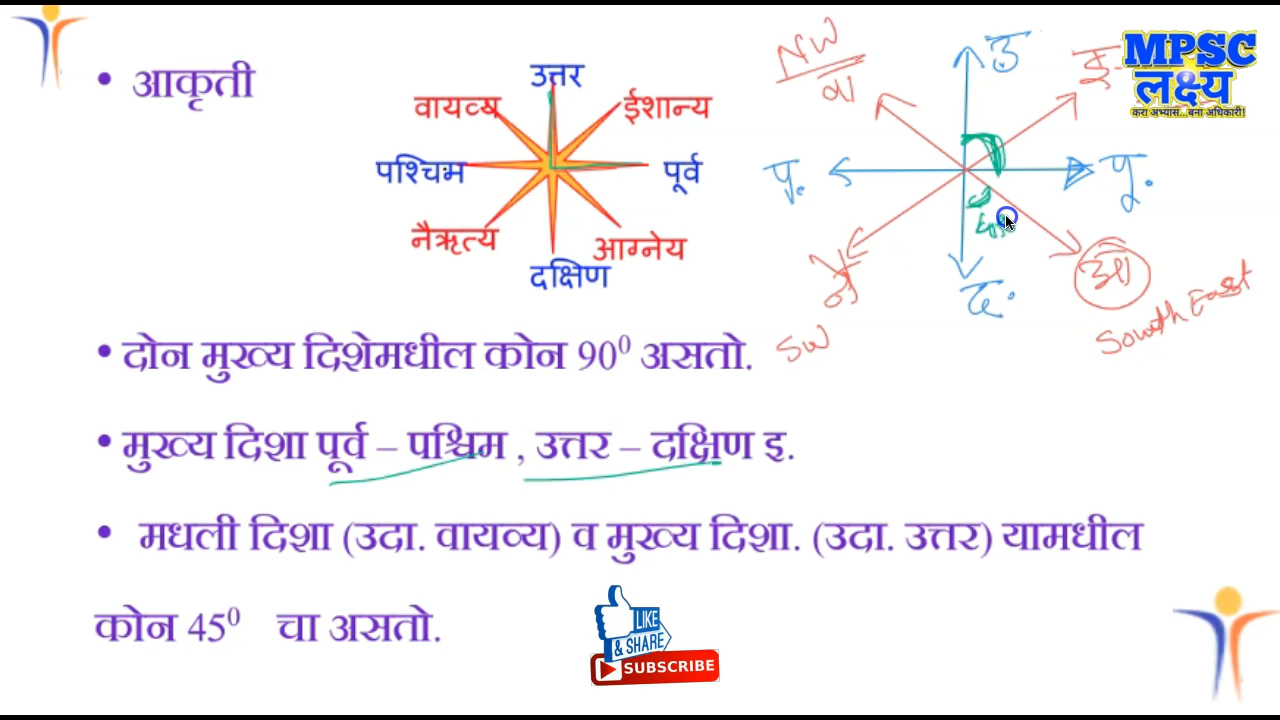 आकृती
उत्तर
वायव्य ईशान्य
पश्चिम पूर्व
नैऋत्य आग्नेय
दक्षिण
NW
वा
उ
ई.
प. पू.
नै
SW
द.
आ
South East
MPSC
लक्ष्य
करा अभ्यास...बना अधिकारी!
दोन मुख्य दिशेमधील कोन 90⁰ असतो.
मुख्य दिशा पूर्व – पश्चिम , उत्तर – दक्षिण इ.
मधली दिशा (उदा. वायव्य) व मुख्य दिशा. (उदा. उत्तर) यामधील
कोन 45⁰ चा असतो.
LIKE
& SHARE
SUBSCRIBE